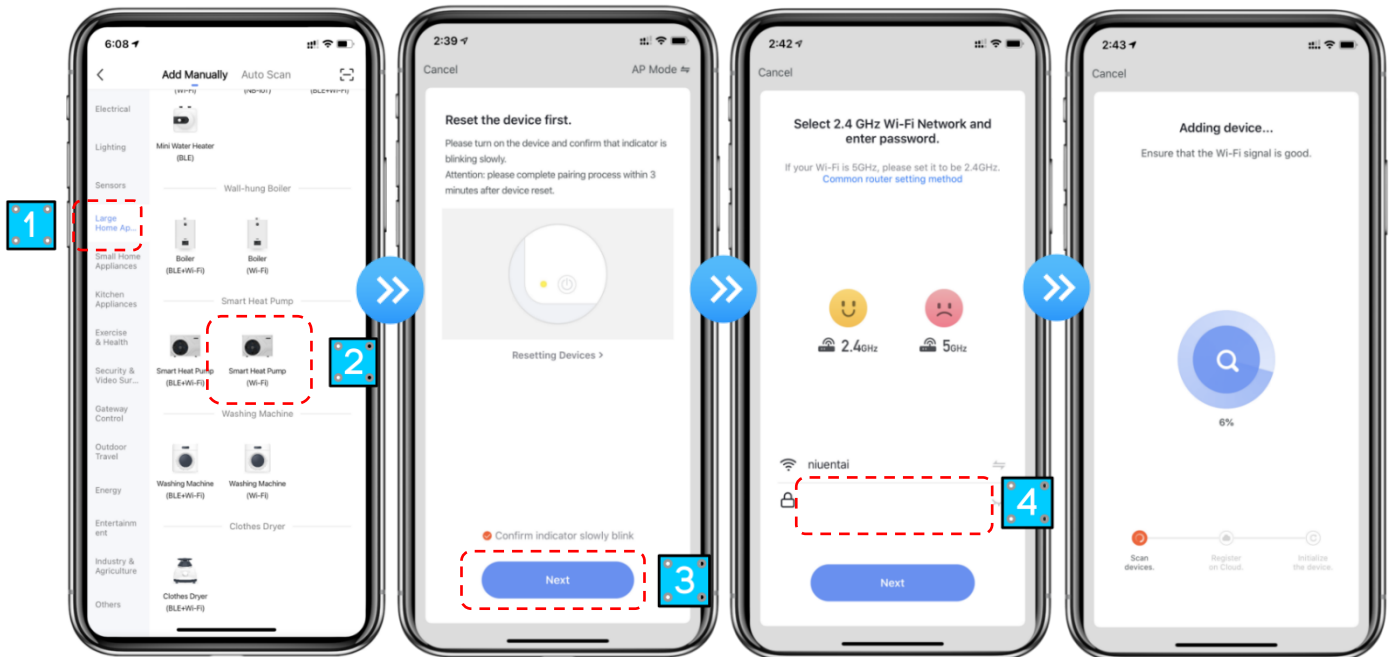 6:08
Add Manually Auto Scan
(Wi-Fi) (NB-IoT) (BLE+Wi-Fi)
Electrical
Lighting
Sensors
Large
Home Ap...
Small Home
Appliances
Kitchen
Appliances
Exercise
& Health
Security &
Video Sur...
Gateway
Control
Outdoor
Travel
Energy
Entertainm
ent
Industry &
Agriculture
Others
Mini Water Heater
(BLE)
Wall-hung Boiler
Boiler
(BLE+Wi-Fi)
Boiler
(Wi-Fi)
Smart Heat Pump
Smart Heat Pump
(BLE+Wi-Fi)
Smart Heat Pump
(Wi-Fi)
Washing Machine
Washing Machine
(BLE+Wi-Fi)
Washing Machine
(Wi-Fi)
Clothes Dryer
Clothes Dryer
(BLE+Wi-Fi)
1
2
2:39
Cancel AP Mode
Reset the device first.
Please turn on the device and confirm that indicator is
blinking slowly.
Attention: please complete pairing process within 3
minutes after device reset.
Resetting Devices >
Confirm indicator slowly blink
Next
3
2:42
Cancel
Select 2.4 GHz Wi-Fi Network and
enter password.
If your Wi-Fi is 5GHz, please set it to be 2.4GHz.
Common router setting method
2.4GHz
5GHz
niuentai
4
Next
2:43
Cancel
Adding device...
Ensure that the Wi-Fi signal is good.
6%
Scan
devices.
Register
on Cloud.
Initialize
the device.